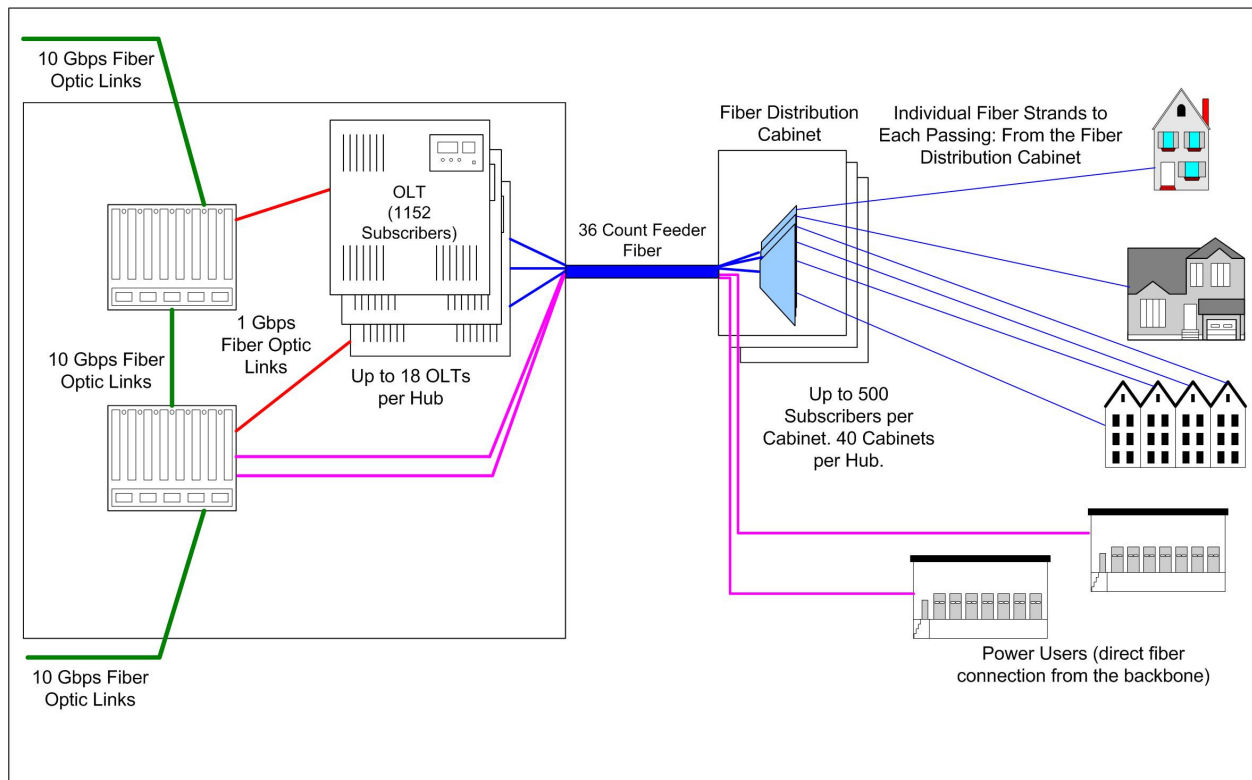 10 Gbps Fiber
Optic Links
OLT
(1152
Subscribers)
1 Gbps
Fiber Optic
Links
10 Gbps Fiber
Optic Links
Up to 18 OLTs
per Hub
10 Gbps Fiber
Optic Links
36 Count Feeder
Fiber
Fiber Distribution
Cabinet
Individual Fiber Strands to
Each Passing: From the Fiber
Distribution Cabinet
Up to 500
Subscribers per
Cabinet. 40 Cabinets
per Hub.
Power Users (direct fiber
connection from the backbone)